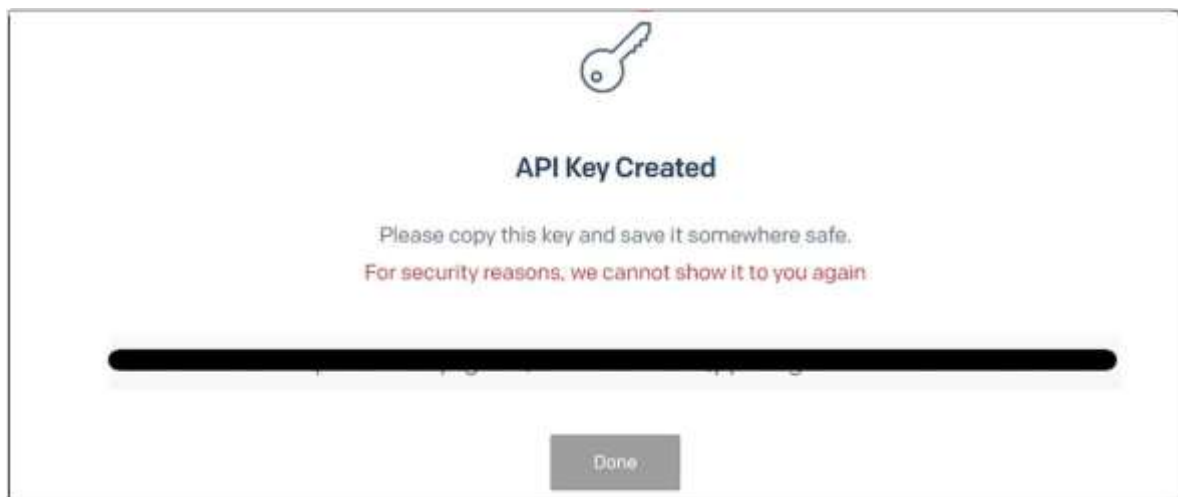 API Key Created
Please copy this key and save it somewhere safe.
For security reasons, we cannot show it to you again
Done